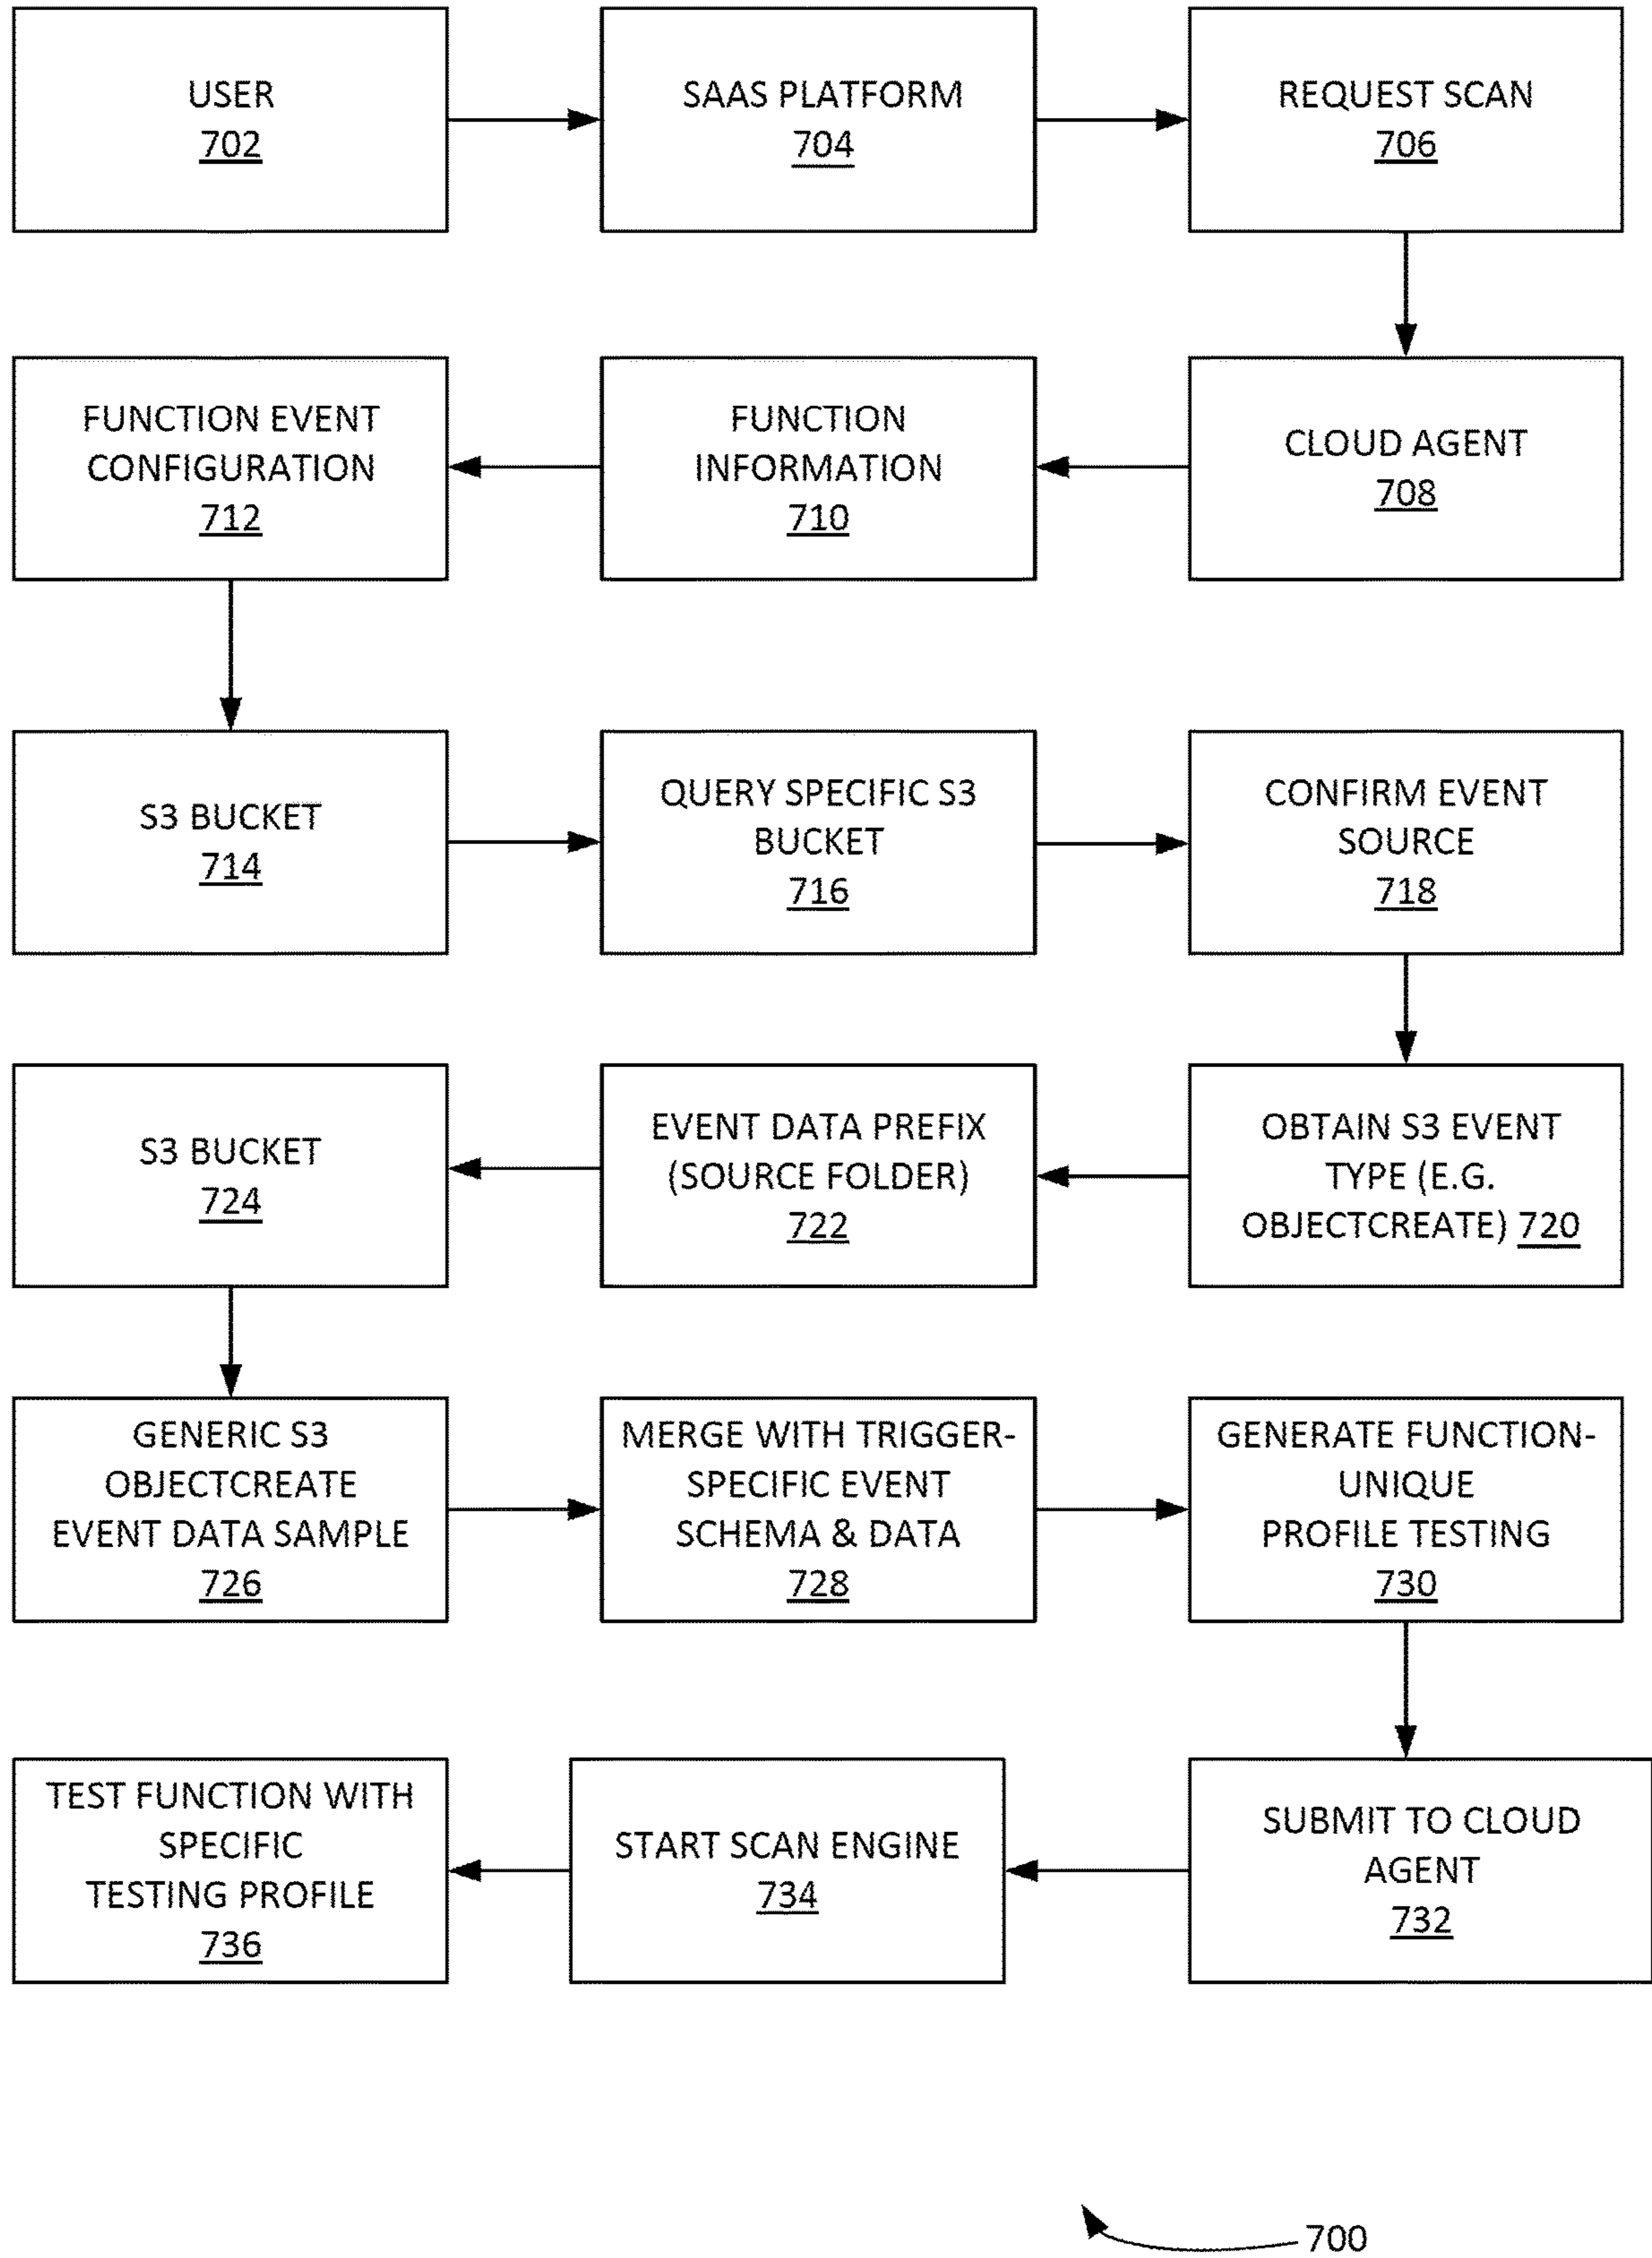 USER
702
SAAS PLATFORM
704
REQUEST SCAN
706
CLOUD AGENT
708
FUNCTION
INFORMATION
710
FUNCTION EVENT
CONFIGURATION
712
S3 BUCKET
714
QUERY SPECIFIC S3
BUCKET
716
CONFIRM EVENT
SOURCE
718
OBTAIN S3 EVENT
TYPE (E.G.
OBJECTCREATE) 720
EVENT DATA PREFIX
(SOURCE FOLDER)
722
S3 BUCKET
724
GENERIC S3
OBJECTCREATE
EVENT DATA SAMPLE
726
MERGE WITH TRIGGER-
SPECIFIC EVENT
SCHEMA & DATA
728
GENERATE FUNCTION-
UNIQUE
PROFILE TESTING
730
SUBMIT TO CLOUD
AGENT
732
START SCAN ENGINE
734
TEST FUNCTION WITH
SPECIFIC
TESTING PROFILE
736
700